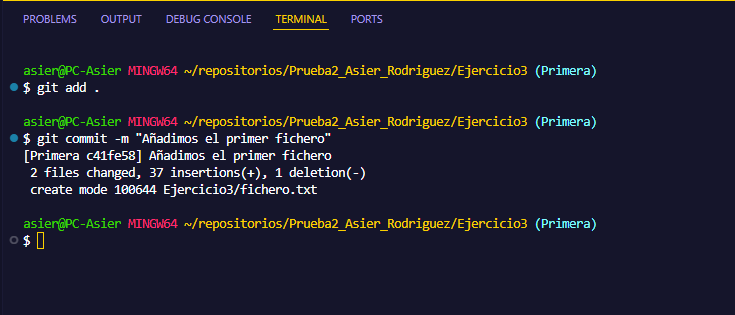 PROBLEMS OUTPUT DEBUG CONSOLE TERMINAL PORTS
asier@PC-Asier MINGW64 ~/repositorios/Prueba2_Asier_Rodriguez/Ejercicio3 (Primera)
$ git add .
asier@PC-Asier MINGW64 ~/repositorios/Prueba2_Asier_Rodriguez/Ejercicio3 (Primera)
$ git commit -m "Añadimos el primer fichero"
[Primera c41fe58] Añadimos el primer fichero
 2 files changed, 37 insertions(+), 1 deletion(-)
 create mode 100644 Ejercicio3/fichero.txt
asier@PC-Asier MINGW64 ~/repositorios/Prueba2_Asier_Rodriguez/Ejercicio3 (Primera)
$